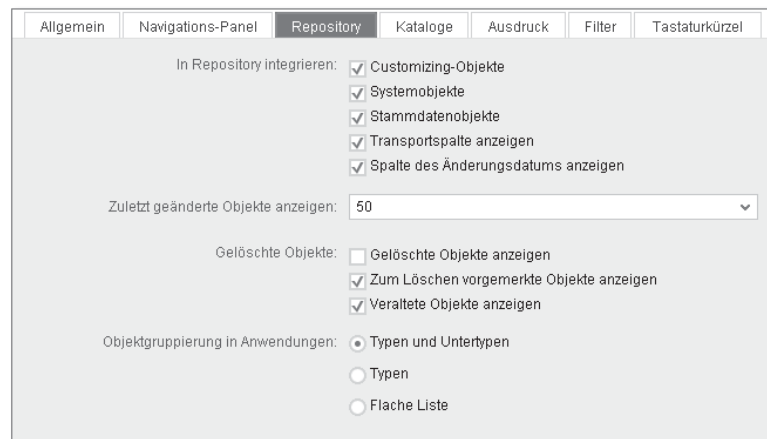 Allgemein Navigations-Panel Repository Kataloge Ausdruck Filter Tastaturkürzel
In Repository integrieren: Customizing-Objekte
Systemobjekte
Stammdatenobjekte
Transportspalte anzeigen
Spalte des Änderungsdatums anzeigen
Zuletzt geänderte Objekte anzeigen: 50
Gelöschte Objekte: Gelöschte Objekte anzeigen
Zum Löschen vorgemerkte Objekte anzeigen
Veraltete Objekte anzeigen
Objektgruppierung in Anwendungen: Typen und Untertypen
Typen
Flache Liste